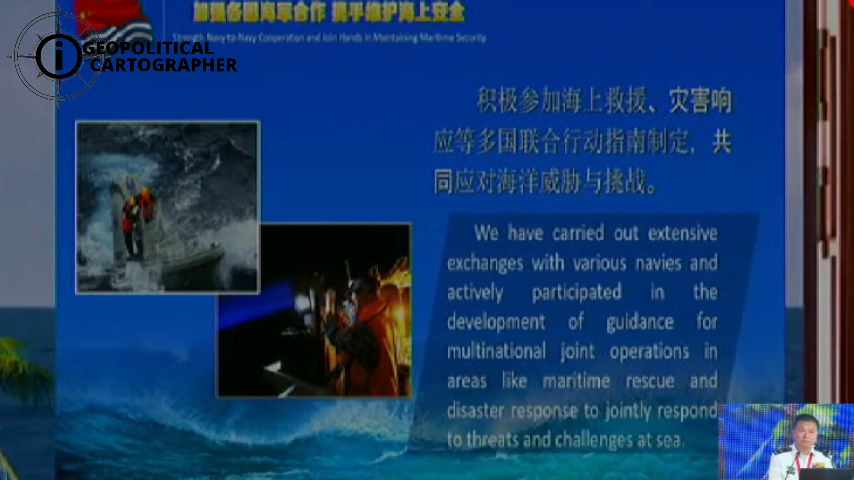 加强各国海军合作 携手维护海上安全
Strength Navy-to-Navy Cooperation and Join Hands in Maintaining Maritime Security
i
GEOPOLITICAL
CARTOGRAPHER
积极参加海上救援、灾害响
应等多国联合行动指南制定，共
同应对海洋威胁与挑战。
We have carried out extensive
exchanges with various navies and
actively participated in the
development of guidance for
multinational joint operations in
areas like maritime rescue and
disaster response to jointly respond
to threats and challenges at sea.